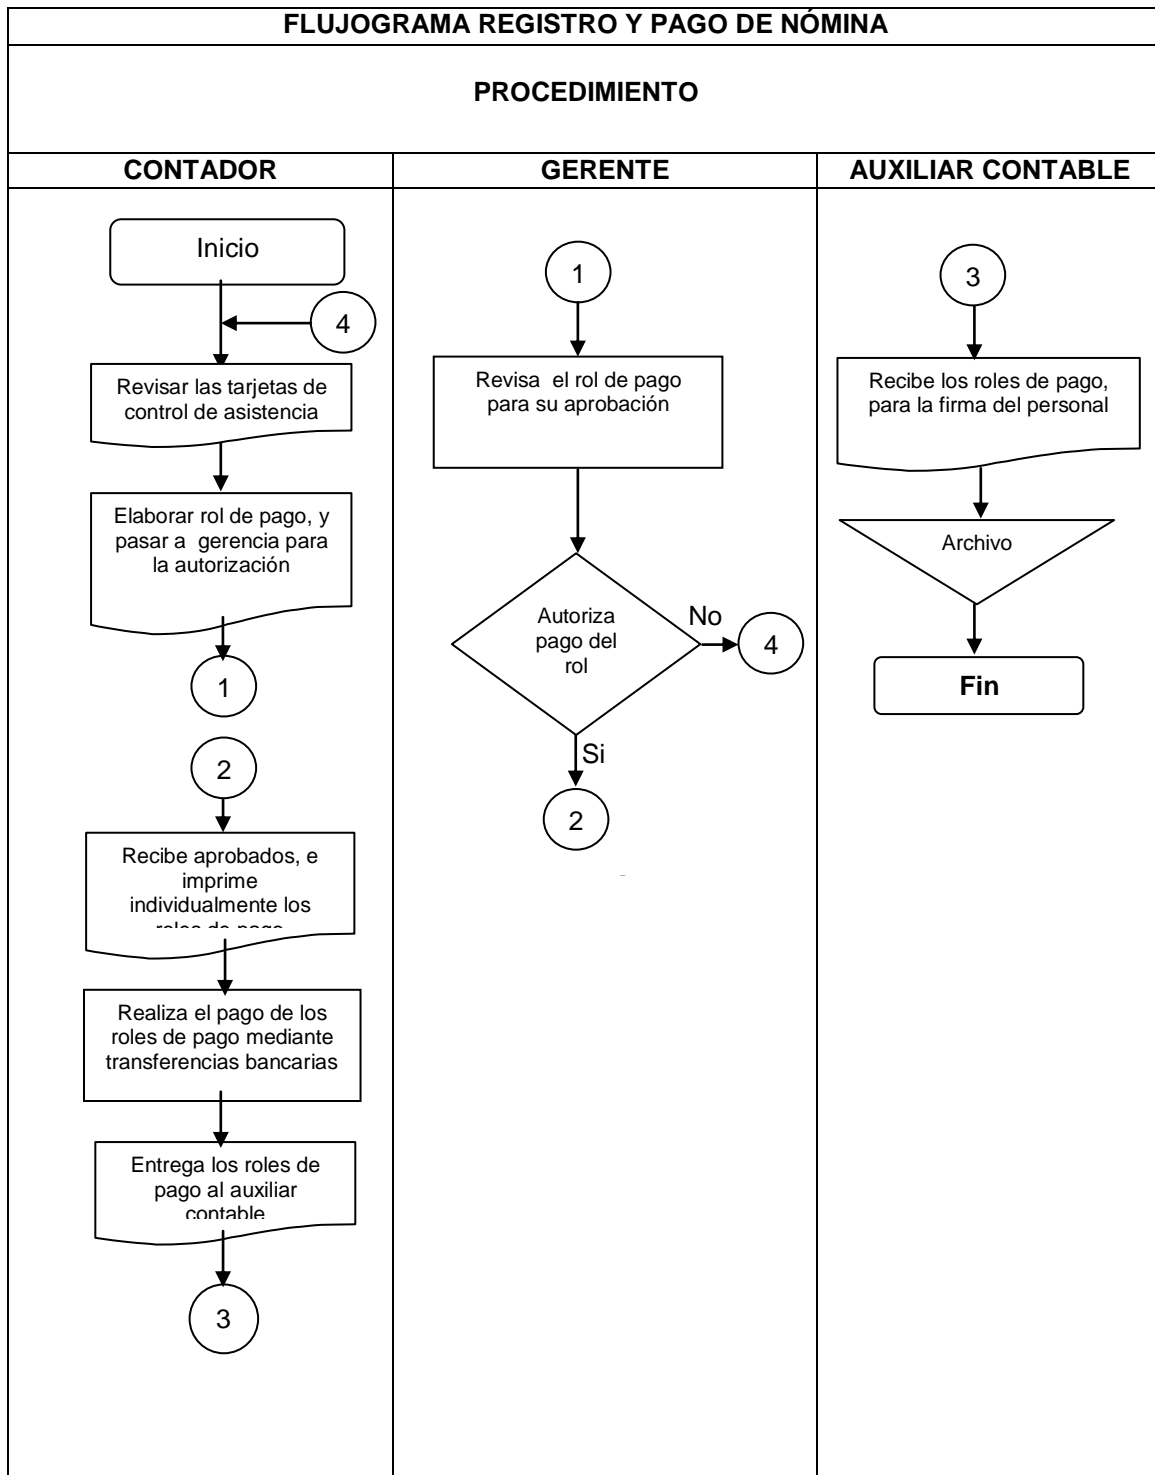 FLUJOGRAMA REGISTRO Y PAGO DE NÓMINA
PROCEDIMIENTO
CONTADOR
GERENTE
AUXILIAR CONTABLE
Inicio
4
Revisar las tarjetas de
control de asistencia
Elaborar rol de pago, y
pasar a gerencia para
la autorización
1
2
Recibe aprobados, e
imprime
individualmente los
roles de pago
Realiza el pago de los
roles de pago mediante
transferencias bancarias
Entrega los roles de
pago al auxiliar
contable
3
1
Revisa el rol de pago
para su aprobación
Autoriza
pago del
rol
No
4
Si
2
3
Recibe los roles de pago,
para la firma del personal
Archivo
Fin